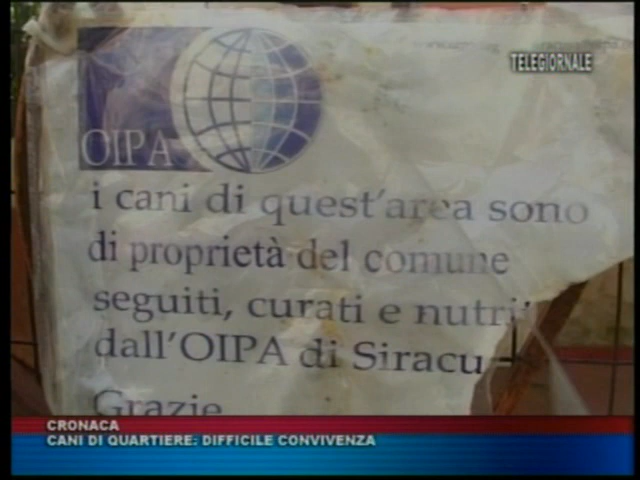 TELEGIORNALE
OIPA
i cani di quest'area sono
di proprietà del comune
seguiti, curati e nutri
dall'OIPA di Siracu
Grazie
CRONACA
CANI DI QUARTIERE: DIFFICILE CONVIVENZA